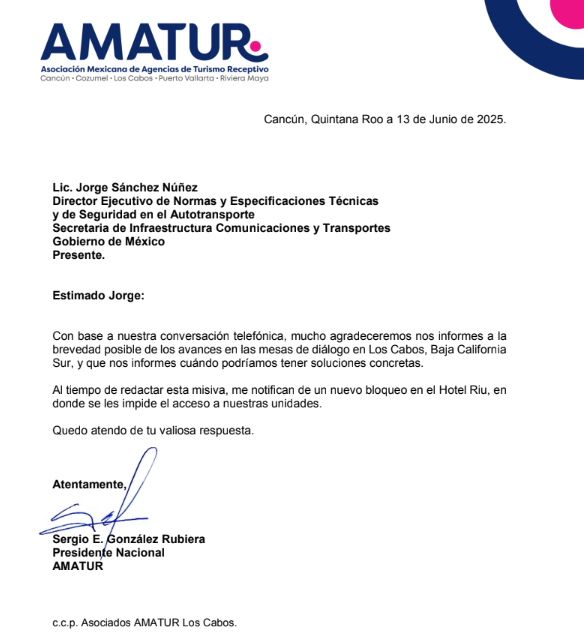 AMATUR
Asociación Mexicana de Agencias de Turismo Receptivo
Cancún • Cozumel • Los Cabos • Puerto Vallarta • Riviera Maya
Cancún, Quintana Roo a 13 de Junio de 2025.
Lic. Jorge Sánchez Núñez
Director Ejecutivo de Normas y Especificaciones Técnicas
y de Seguridad en el Autotransporte
Secretaria de Infraestructura Comunicaciones y Transportes
Gobierno de México
Presente.
Estimado Jorge:
Con base a nuestra conversación telefónica, mucho agradeceremos nos informes a la
brevedad posible de los avances en las mesas de diálogo en Los Cabos, Baja California
Sur, y que nos informes cuándo podríamos tener soluciones concretas.
Al tiempo de redactar esta misiva, me notifican de un nuevo bloqueo en el Hotel Riu, en
donde se les impide el acceso a nuestras unidades.
Quedo atendo de tu valiosa respuesta.
Atentamente,
Sergio E. González Rubiera
Presidente Nacional
AMATUR
c.c.p. Asociados AMATUR Los Cabos.